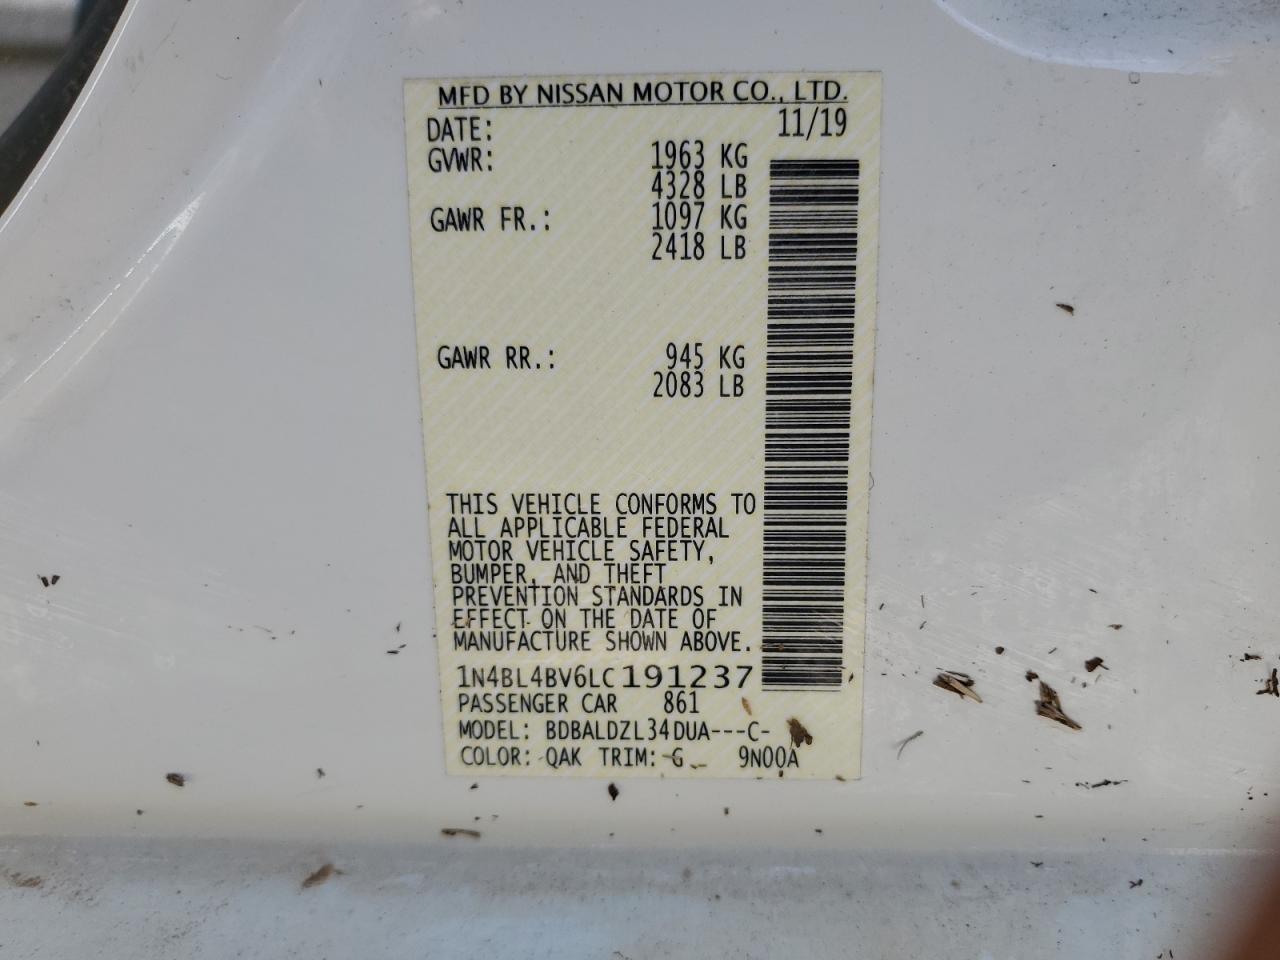 MFD BY NISSAN MOTOR CO., LTD.
DATE: 11/19
GVWR: 1963 KG
4328 LB
GAWR FR.: 1097 KG
2418 LB
GAWR RR.: 945 KG
2083 LB
THIS VEHICLE CONFORMS TO
ALL APPLICABLE FEDERAL
MOTOR VEHICLE SAFETY,
BUMPER, AND THEFT
PREVENTION STANDARDS IN
EFFECT ON THE DATE OF
MANUFACTURE SHOWN ABOVE.
1N4BL4BV6LC191237
PASSENGER CAR 861
MODEL: BDBALDZL34DUA---C-
COLOR: QAK TRIM: G 9N00A